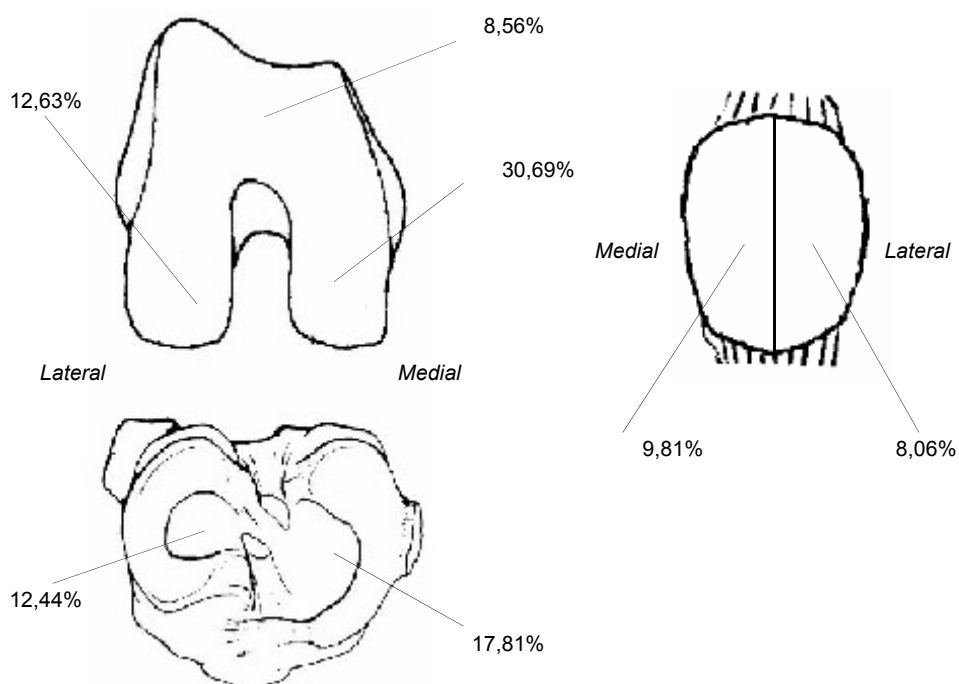 8,56%
12,63%
30,69%
Medial
Lateral
Lateral
Medial
9,81%
8,06%
12,44%
17,81%